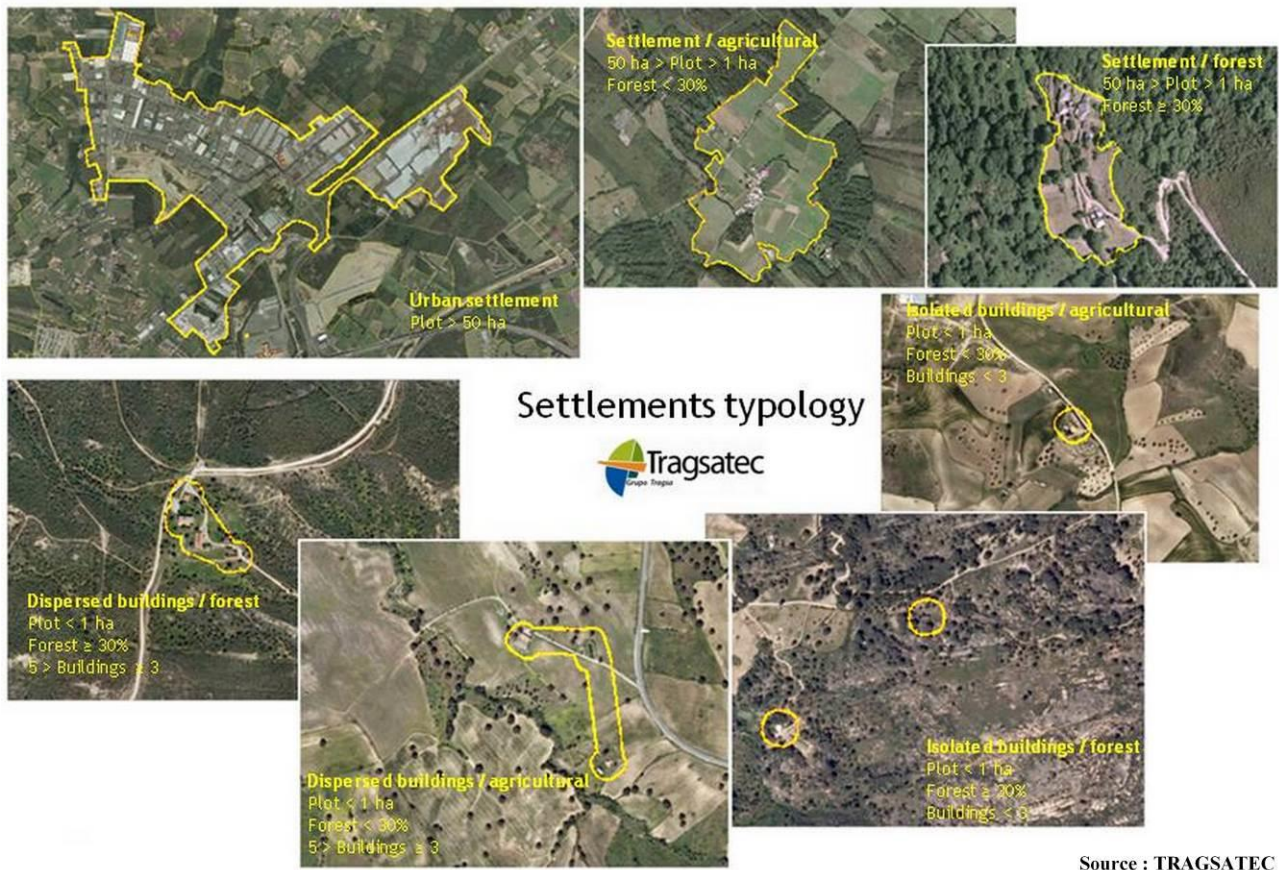 Settlement / agricultural
50 ha > Plot > 1 ha
Forest < 30%
Settlement / forest
50 ha > Plot > 1 ha
Forest ≥ 30%
Urban settlement
Plot > 50 ha
Isolated buildings / agricultural
Plot < 1 ha
Forest < 30%
Buildings < 3
Settlements typology
Tragsatec
Grupo Tragsa
Dispersed buildings / forest
Plot < 1 ha
Forest ≥ 30%
5 > Buildings ≥ 3
Dispersed buildings / agricultural
Plot < 1 ha
Forest < 30%
5 > Buildings ≥ 3
Isolated buildings / forest
Plot < 1 ha
Forest ≥ 30%
Buildings < 3
Source : TRAGSATEC